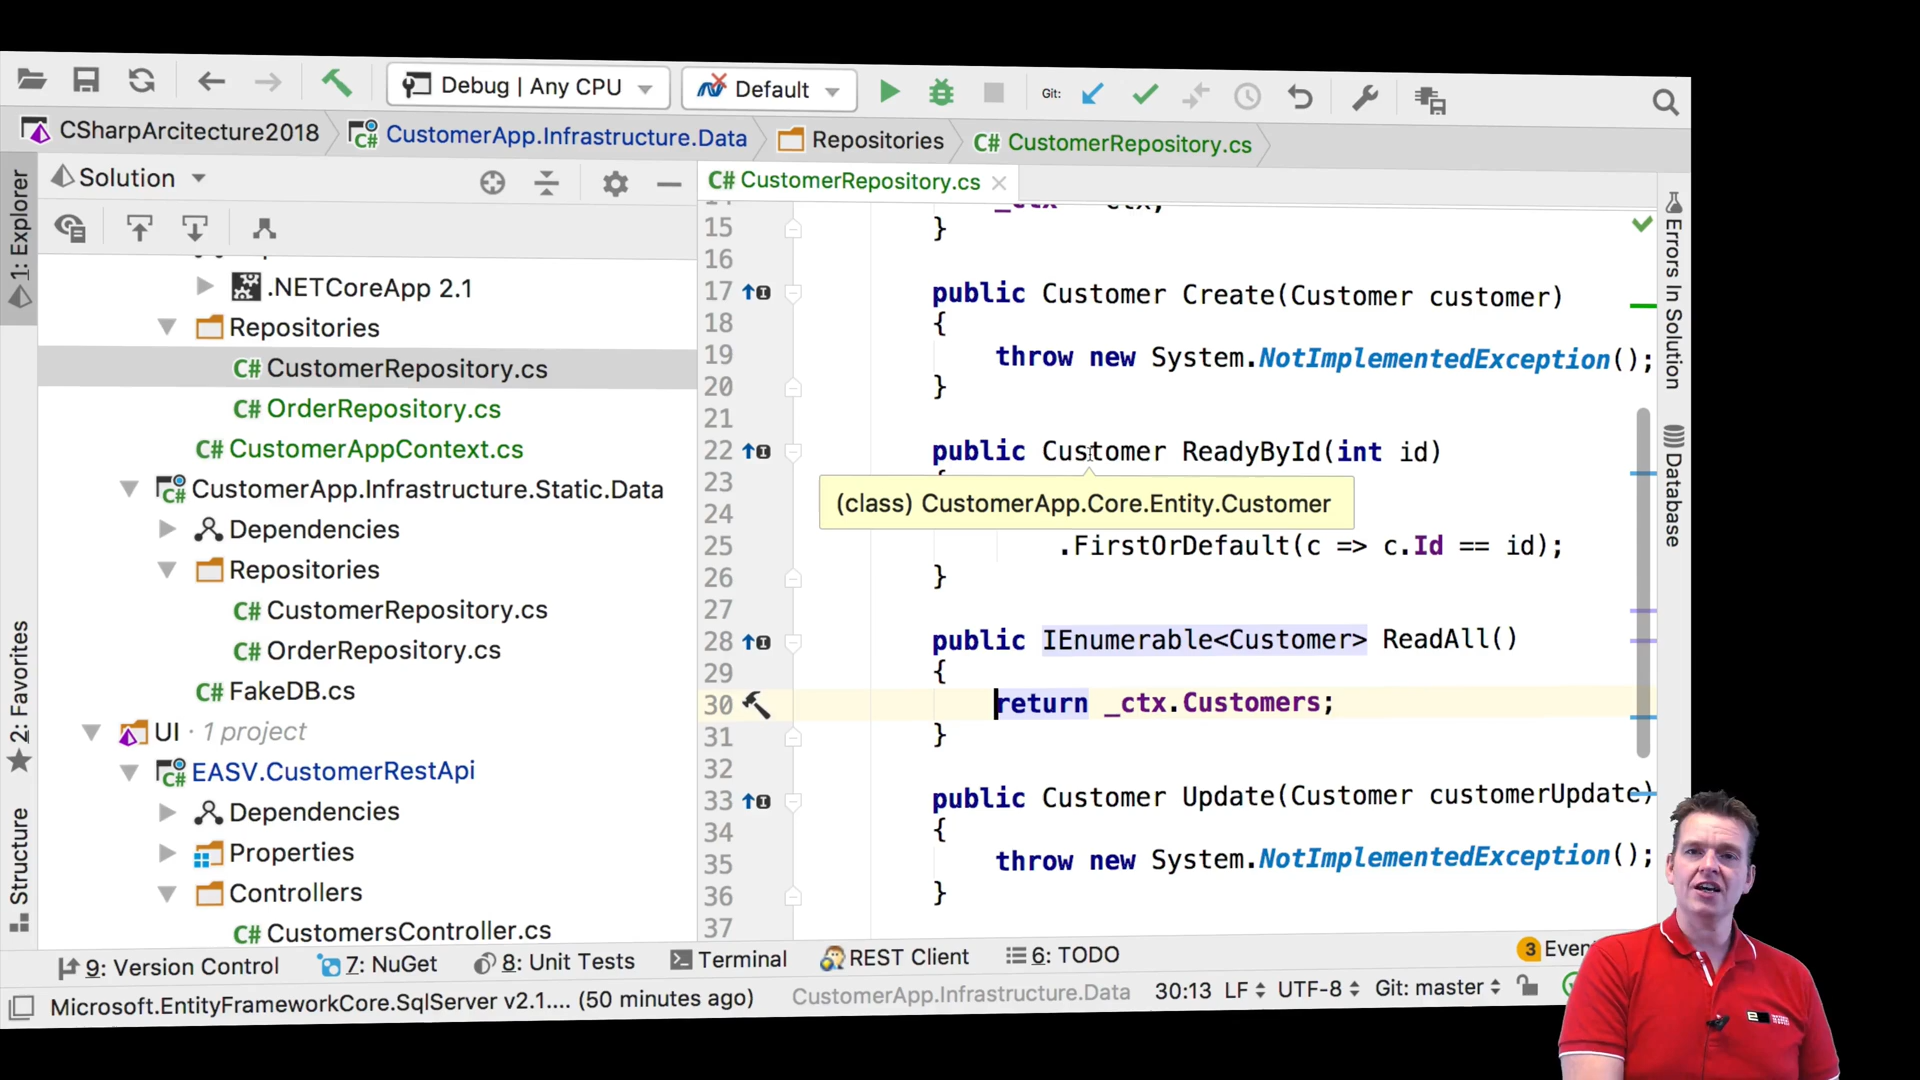 Debug | Any CPU
Default
Git:
CSharpArcitecture2018
CustomerApp.Infrastructure.Data
Repositories
C# CustomerRepository.cs
Solution
C# CustomerRepository.cs
1: Explorer
2: Favorites
Structure
.NETCoreApp 2.1
Repositories
C# CustomerRepository.cs
C# OrderRepository.cs
C# CustomerAppContext.cs
CustomerApp.Infrastructure.Static.Data
Dependencies
Repositories
C# CustomerRepository.cs
C# OrderRepository.cs
C# FakeDB.cs
UI · 1 project
EASV.CustomerRestApi
Dependencies
Properties
Controllers
C# CustomersController.cs
15 }
16
17 public Customer Create(Customer customer)
18 {
19 throw new System.NotImplementedException();
20 }
21
22 public Customer ReadyById(int id)
23
(class) CustomerApp.Core.Entity.Customer
24
25 .FirstOrDefault(c => c.Id == id);
26 }
27
28 public IEnumerable<Customer> ReadAll()
29 {
30 return _ctx.Customers;
31 }
32
33 public Customer Update(Customer customerUpdate)
34 {
35 throw new System.NotImplementedException();
36 }
37
Errors In Solution
Database
9: Version Control
7: NuGet
8: Unit Tests
Terminal
REST Client
6: TODO
3 Even
Microsoft.EntityFrameworkCore.SqlServer v2.1.... (50 minutes ago)
CustomerApp.Infrastructure.Data
30:13
LF
UTF-8
Git: master